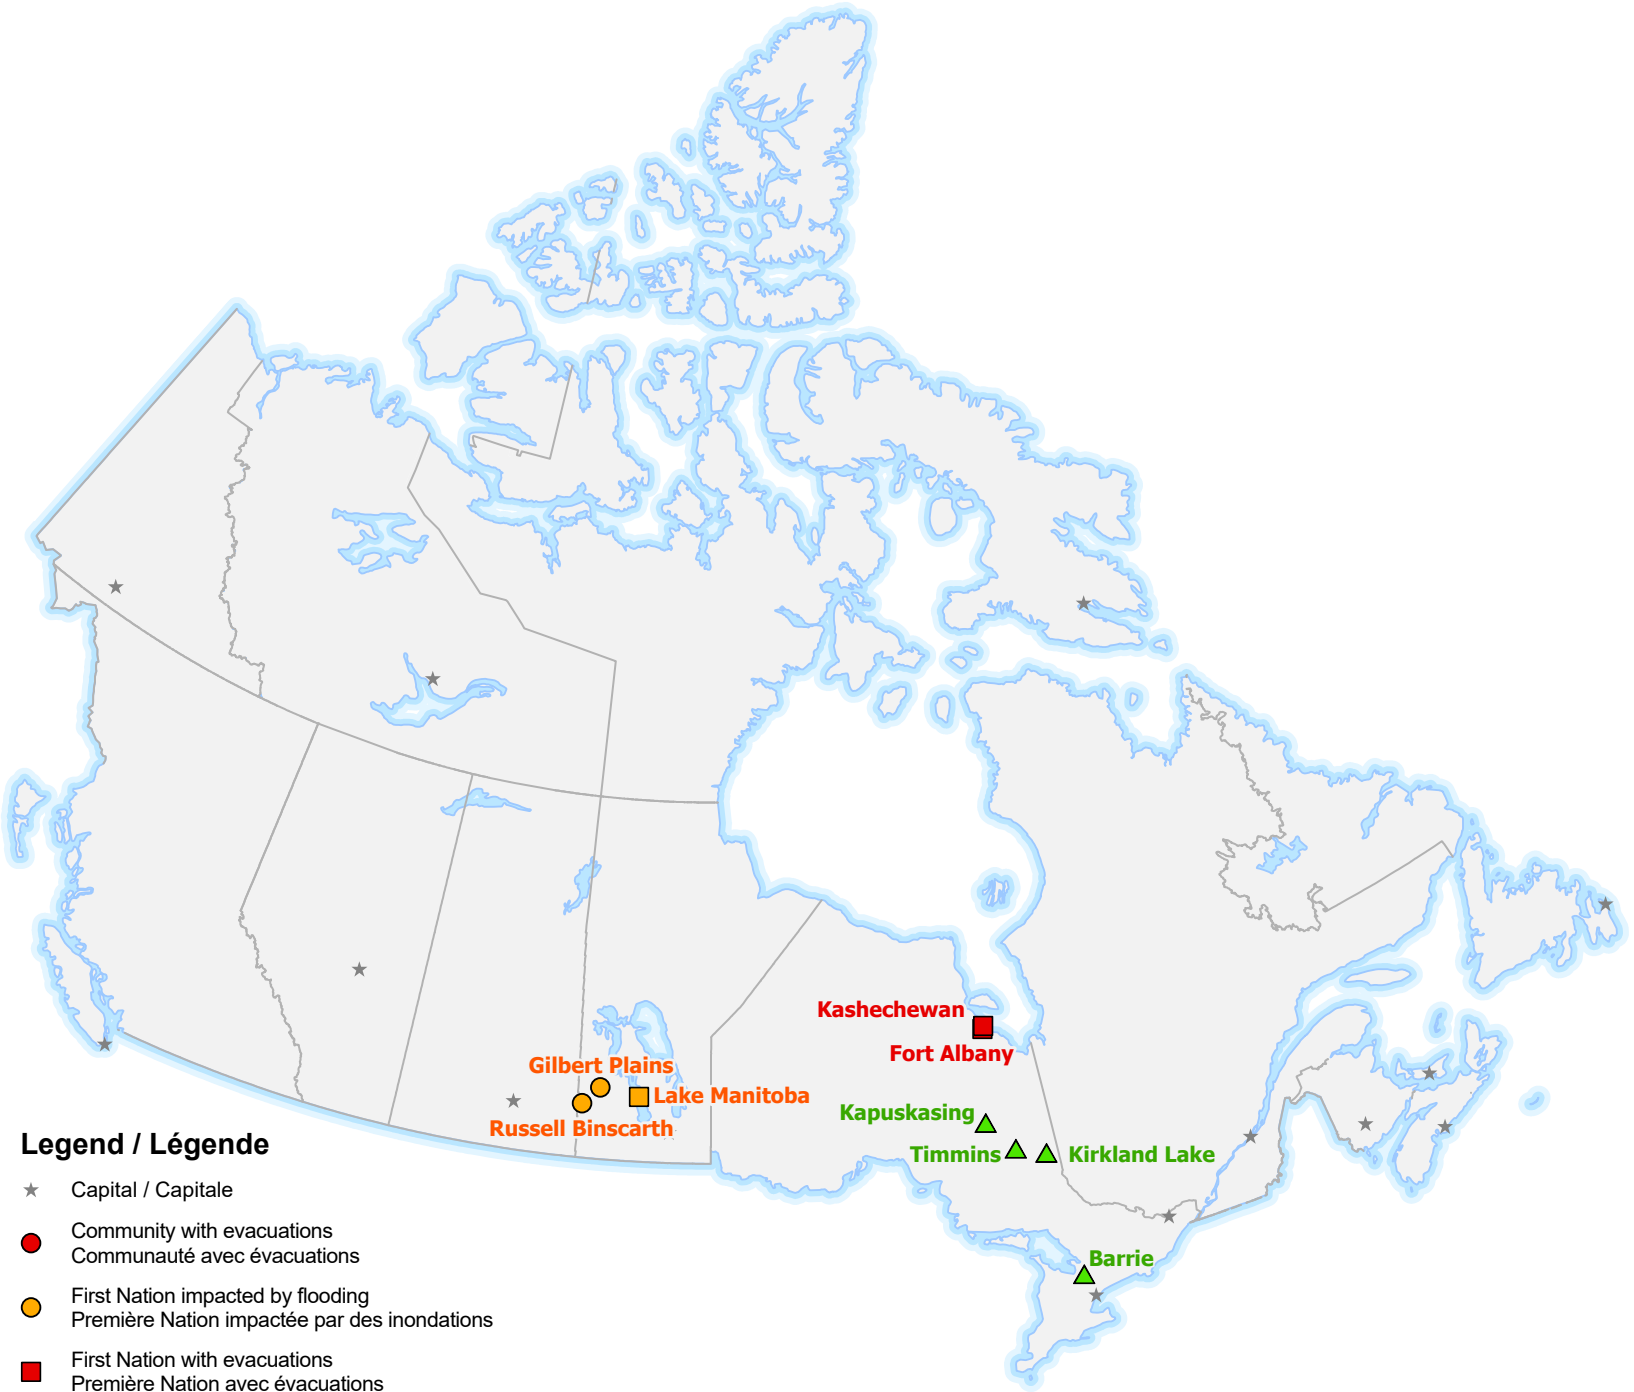 Kashechewan
Fort Albany
Gilbert Plains
Lake Manitoba
Russell Binscarth
Kapuskasing
Timmins
Kirkland Lake
Barrie
Legend / Légende
Capital / Capitale
Community with evacuations
Communauté avec évacuations
First Nation impacted by flooding
Première Nation impactée par des inondations
First Nation with evacuations
Première Nation avec évacuations